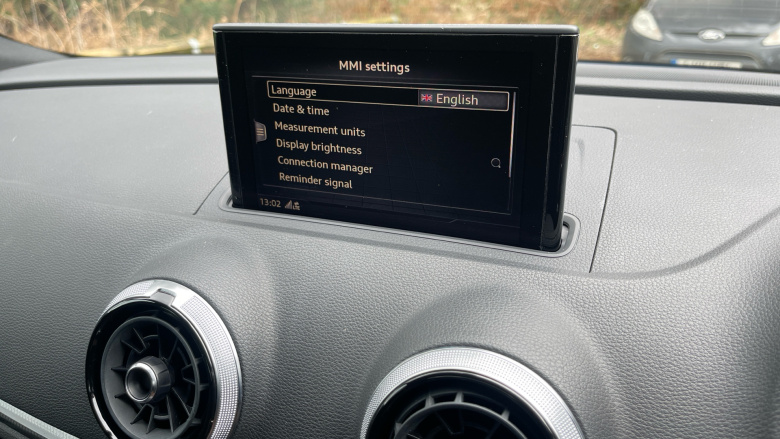 MMI settings
Language English
Date & time
Measurement units
Display brightness
Connection manager
Reminder signal
13:02